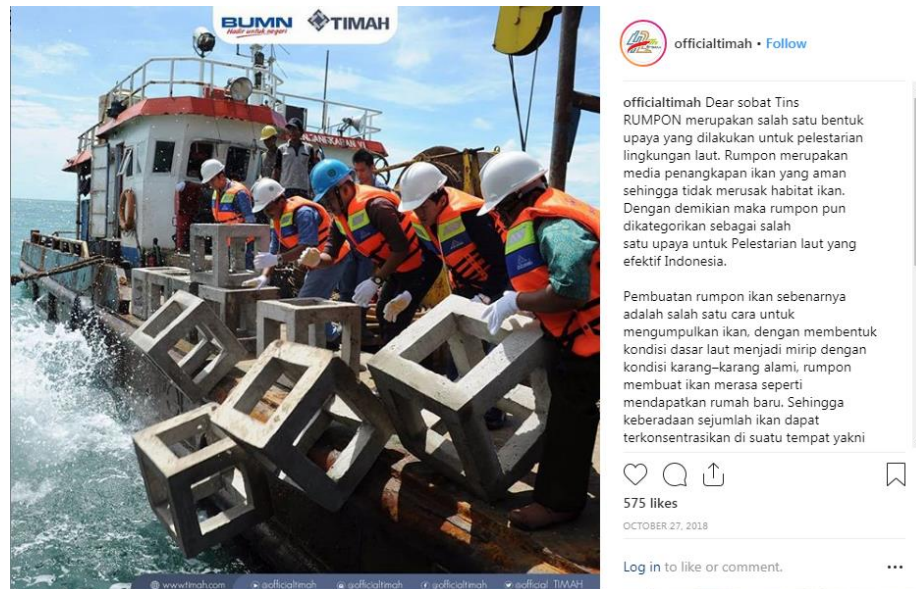 BUMN
Hadir untuk negeri
TIMAH
officialtimah • Follow
officialtimah Dear sobat Tins
RUMPON merupakan salah satu bentuk
upaya yang dilakukan untuk pelestarian
lingkungan laut. Rumpon merupakan
media penangkapan ikan yang aman
sehingga tidak merusak habitat ikan.
Dengan demikian maka rumpon pun
dikategorikan sebagai salah
satu upaya untuk Pelestarian laut yang
efektif Indonesia.
Pembuatan rumpon ikan sebenarnya
adalah salah satu cara untuk
mengumpulkan ikan, dengan membentuk
kondisi dasar laut menjadi mirip dengan
kondisi karang–karang alami, rumpon
membuat ikan merasa seperti
mendapatkan rumah baru. Sehingga
keberadaan sejumlah ikan dapat
terkonsentrasikan di suatu tempat yakni
575 likes
OCTOBER 27, 2018
Log in to like or comment.
www.timah.com
@officialtimah
@officialtimah
@officialtimah
@official_TIMAH